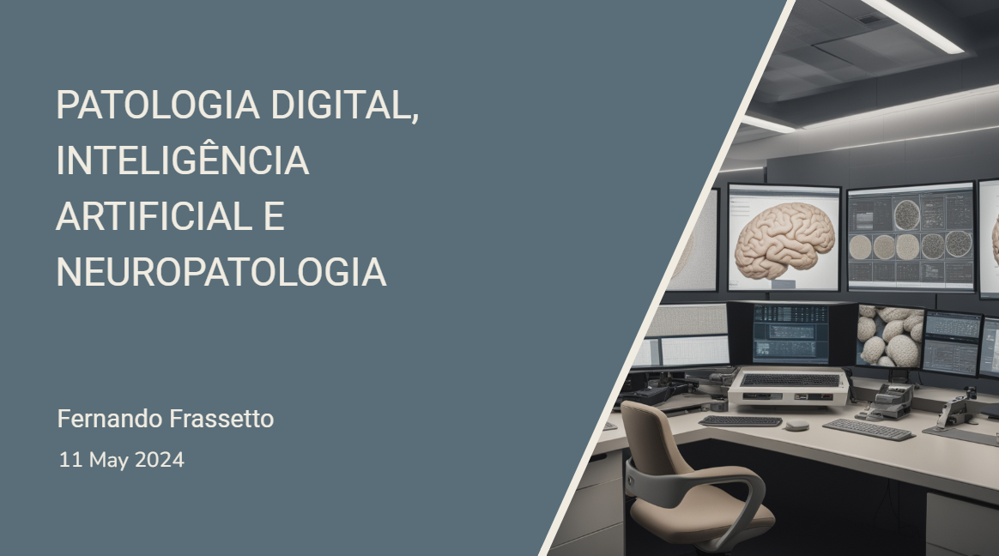 PATOLOGIA DIGITAL,
INTELIGÊNCIA
ARTIFICIAL E
NEUROPATOLOGIA
Fernando Frassetto
11 May 2024